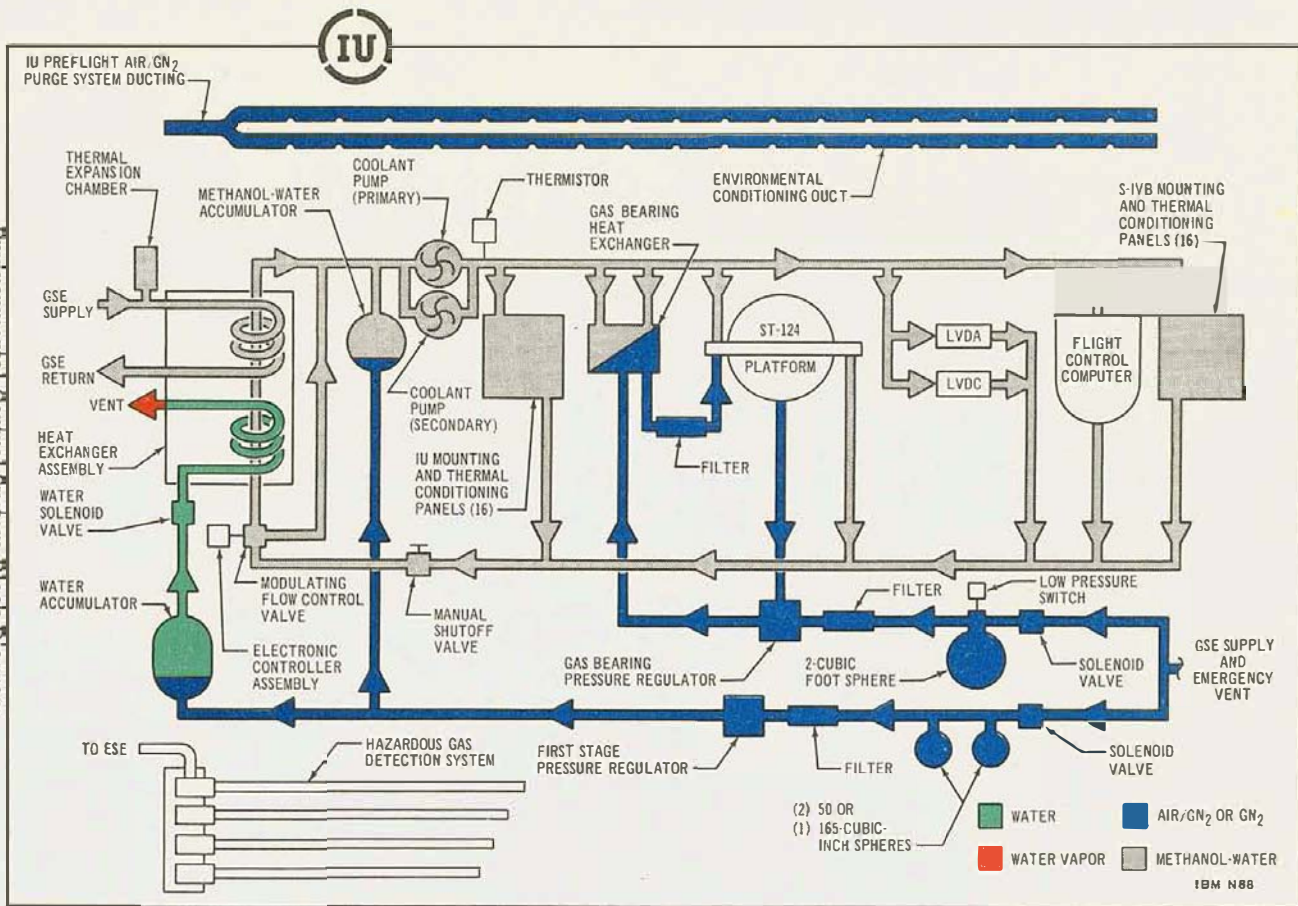 IU
IU PREFLIGHT AIR/GN2
PURGE SYSTEM DUCTING
THERMAL
EXPANSION
CHAMBER
METHANOL-WATER
ACCUMULATOR
COOLANT
PUMP
(PRIMARY)
THERMISTOR
GAS BEARING
HEAT
EXCHANGER
ENVIRONMENTAL
CONDITIONING DUCT
S-IVB MOUNTING
AND THERMAL
CONDITIONING
PANELS (16)
GSE
SUPPLY
GSE
RETURN
VENT
HEAT
EXCHANGER
ASSEMBLY
WATER
SOLENOID
VALVE
WATER
ACCUMULATOR
COOLANT
PUMP
(SECONDARY)
IU MOUNTING
AND THERMAL
CONDITIONING
PANELS (16)
FILTER
ST-124
PLATFORM
LVDA
LVDC
FLIGHT
CONTROL
COMPUTER
MODULATING
FLOW CONTROL
VALVE
ELECTRONIC
CONTROLLER
ASSEMBLY
MANUAL
SHUTOFF
VALVE
GAS BEARING
PRESSURE REGULATOR
FILTER
LOW PRESSURE
SWITCH
2-CUBIC
FOOT SPHERE
SOLENOID
VALVE
GSE SUPPLY
AND
EMERGENCY
VENT
TO ESE
HAZARDOUS GAS
DETECTION SYSTEM
FIRST STAGE
PRESSURE REGULATOR
FILTER
SOLENOID
VALVE
(2) 50 OR
(1) 165-CUBIC-
INCH SPHERES
WATER
AIR/GN2 OR GN2
WATER VAPOR
METHANOL-WATER
IBM N88